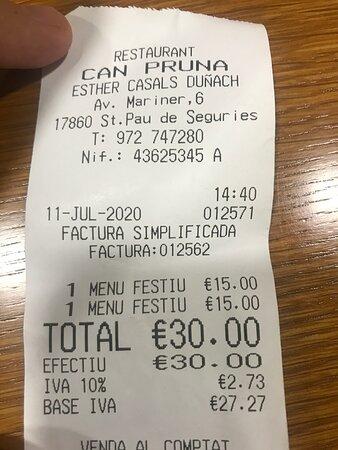 RESTAURANT
CAN PRUNA
ESTHER CASALS DUÑACH
Av. Mariner,6
17860 St.Pau de Seguries
T: 972 747280
Nif.: 43625345 A
14:40
11-JUL-2020 012571
FACTURA SIMPLIFICADA
FACTURA:012562
1 MENU FESTIU €15.00
1 MENU FESTIU €15.00
TOTAL €30.00
EFECTIU €30.00
IVA 10% €2.73
BASE IVA €27.27
VENDA AL COMPTAT